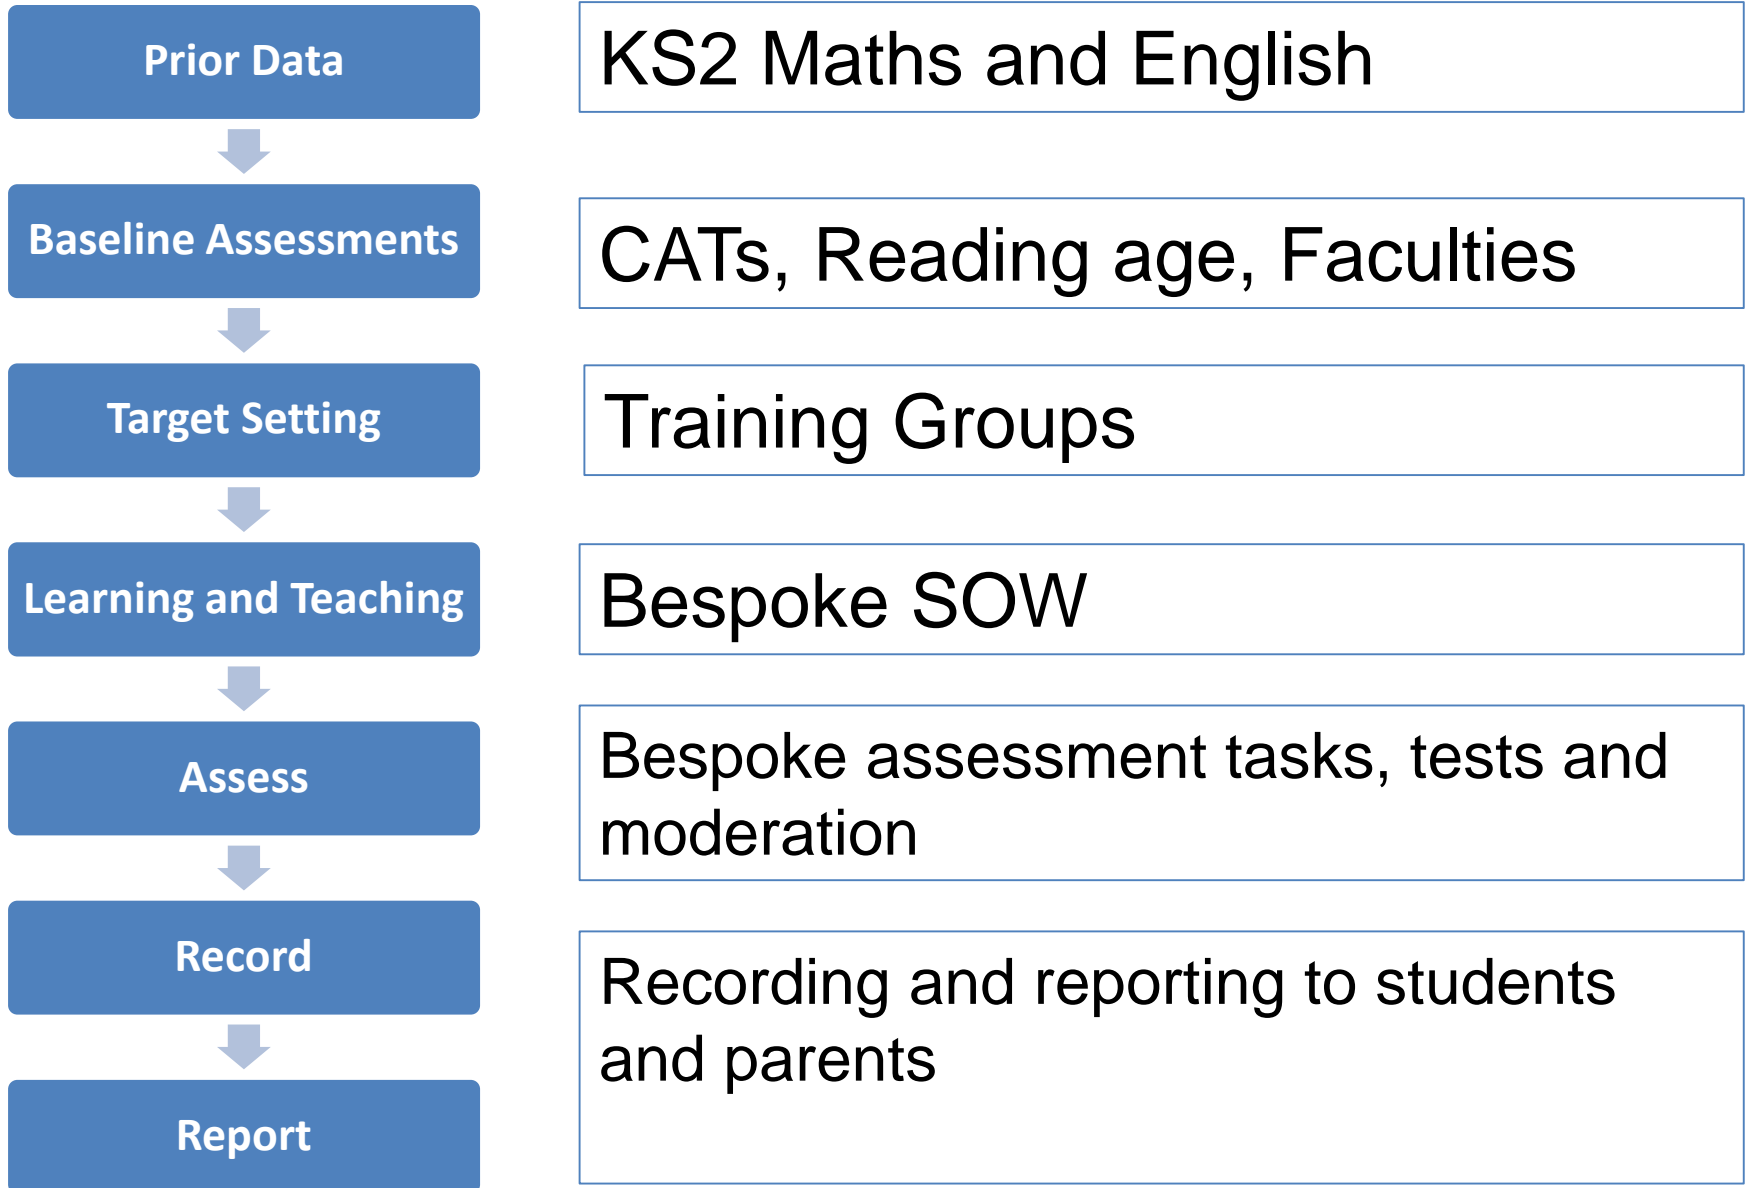 Prior Data
KS2 Maths and English
Baseline Assessments
CATs, Reading age, Faculties
Target Setting
Training Groups
Learning and Teaching
Bespoke SOW
Assess
Bespoke assessment tasks, tests and
moderation
Record
Recording and reporting to students
and parents
Report